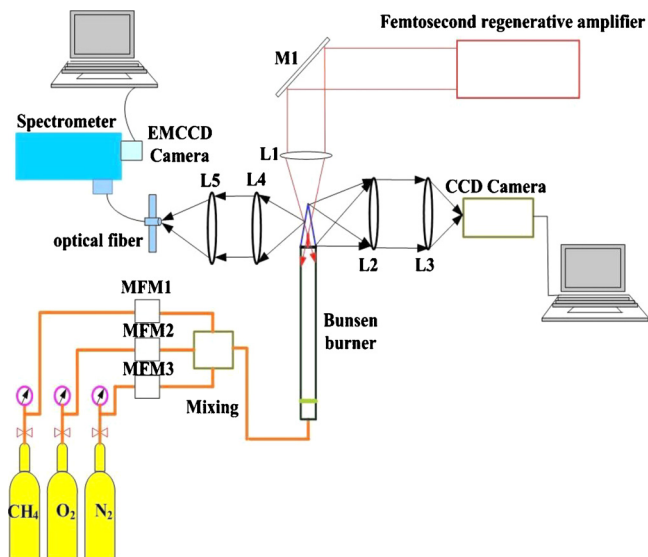 Femtosecond regenerative amplifier
M1
Spectrometer
EMCCD
Camera
L1
L5
L4
CCD Camera
optical fiber
L2
L3
MFM1
Bunsen
burner
MFM2
MFM3
Mixing
CH4
O2
N2